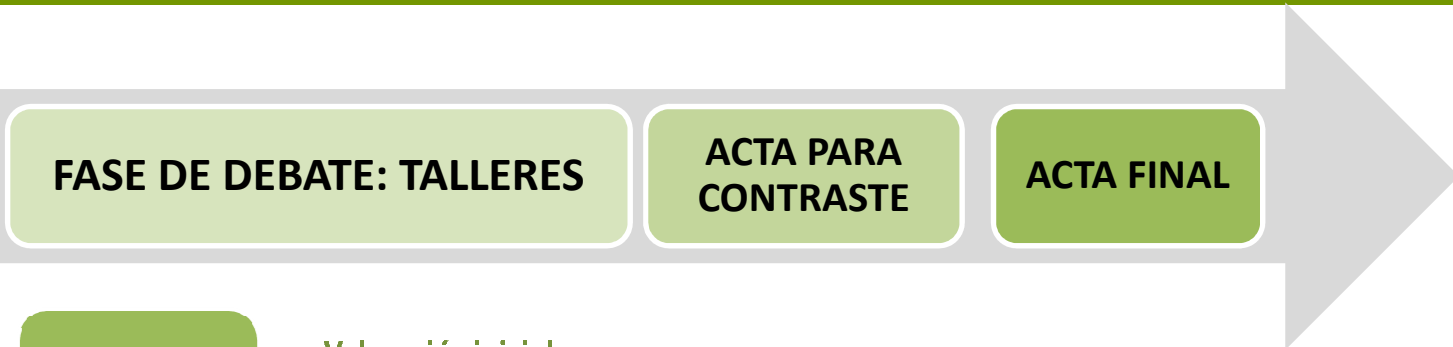 FASE DE DEBATE: TALLERES
ACTA PARA
CONTRASTE
ACTA FINAL